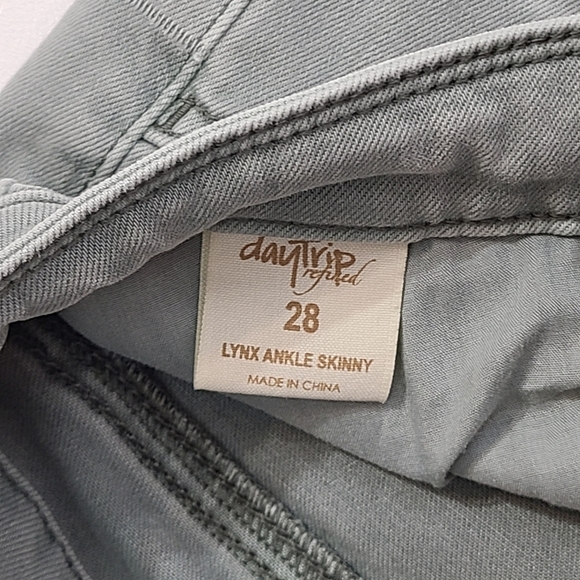 daytrip
refined
28
LYNX ANKLE SKINNY
MADE IN CHINA